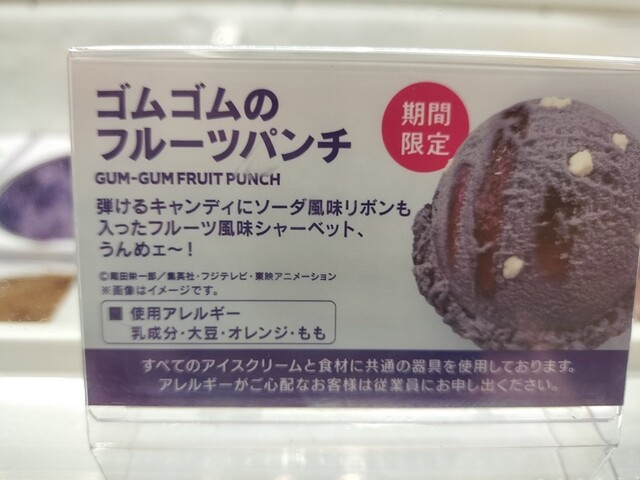 ゴムゴムの
フルーツパンチ
GUM-GUM FRUIT PUNCH
期間
限定
弾けるキャンディにソーダ風味リボンも
入ったフルーツ風味シャーベット、
うんめェ〜！
©尾田栄一郎／集英社・フジテレビ・東映アニメーション
※画像はイメージです。
■ 使用アレルギー
乳成分・大豆・オレンジ・もも
すべてのアイスクリームと食材に共通の器具を使用しております。
アレルギーがご心配なお客様は従業員にお申し出ください。